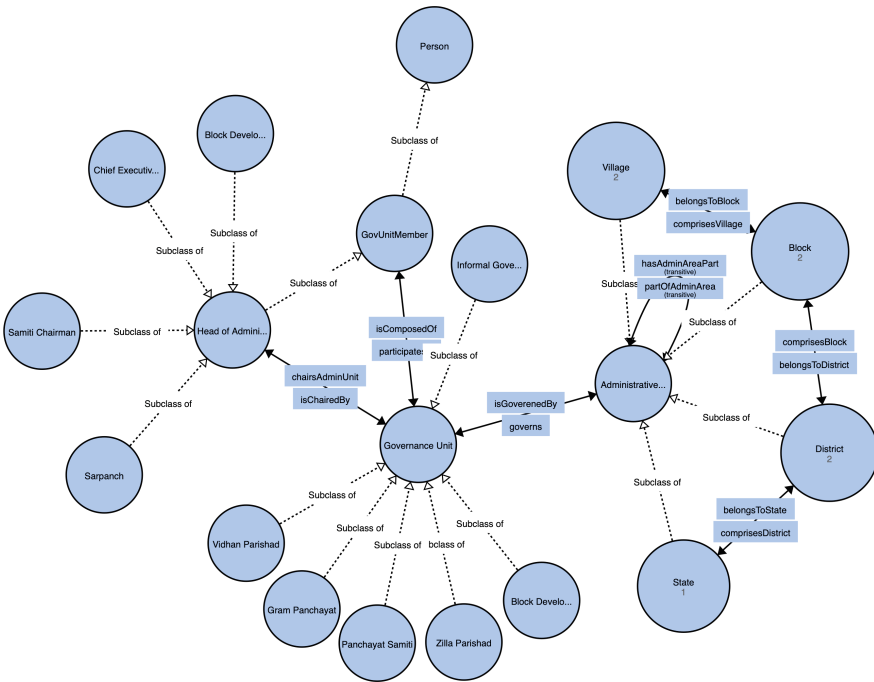 Person
Subclass of
Block Develo...
Chief Executiv...
Village
2
belongsToBlock
comprisesVillage
Block
2
GovUnitMember
Informal Gove...
Subclass of
Subclass of
Subclass of
hasAdminAreaPart
(transitive)
partOfAdminArea
(transitive)
Subclass of
Samiti Chairman
Subclass of
Head of Admini...
isComposedOf
participates
Subclass of
Subclass of
comprisesBlock
belongsToDistrict
chairsAdminUnit
isChairedBy
Administrative...
Subclass of
isGoverenedBy
governs
Subclass of
Governance Unit
District
2
Sarpanch
Subclass of
Subclass of
belongsToState
comprisesDistrict
Subclass of
Subclass of
Subclass of
bclass of
Vidhan Parishad
State
1
Gram Panchayat
Block Develo...
Panchayat Samiti
Zilla Parishad